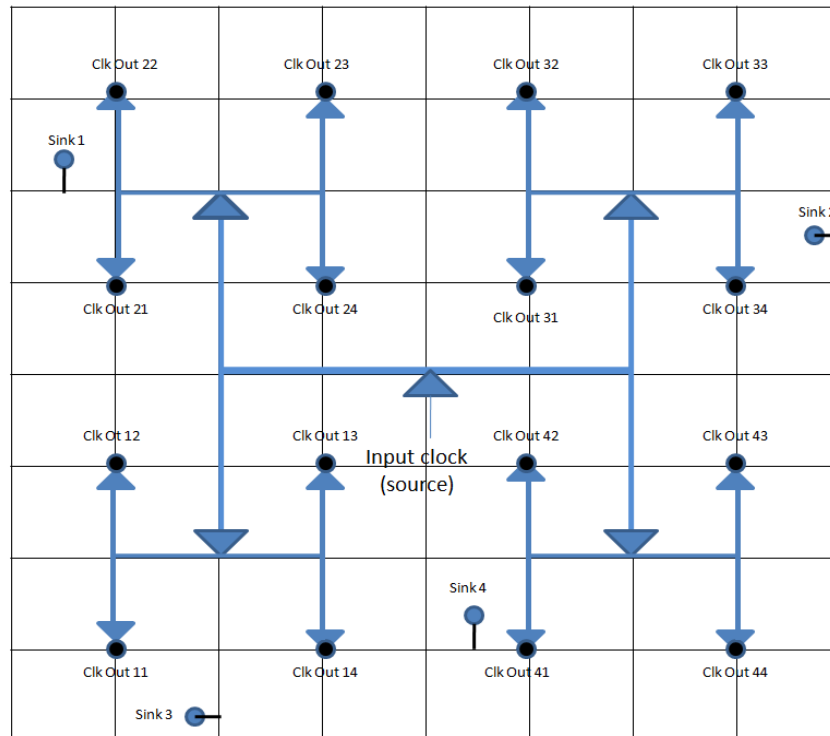 Clk Out 22
Clk Out 23
Clk Out 32
Clk Out 33
Sink 1
Sink 2
Clk Out 21
Clk Out 24
Clk Out 31
Clk Out 34
Clk Ot 12
Clk Out 13
Clk Out 42
Clk Out 43
Input clock
(source)
Sink 4
Clk Out 11
Clk Out 14
Clk Out 41
Clk Out 44
Sink 3